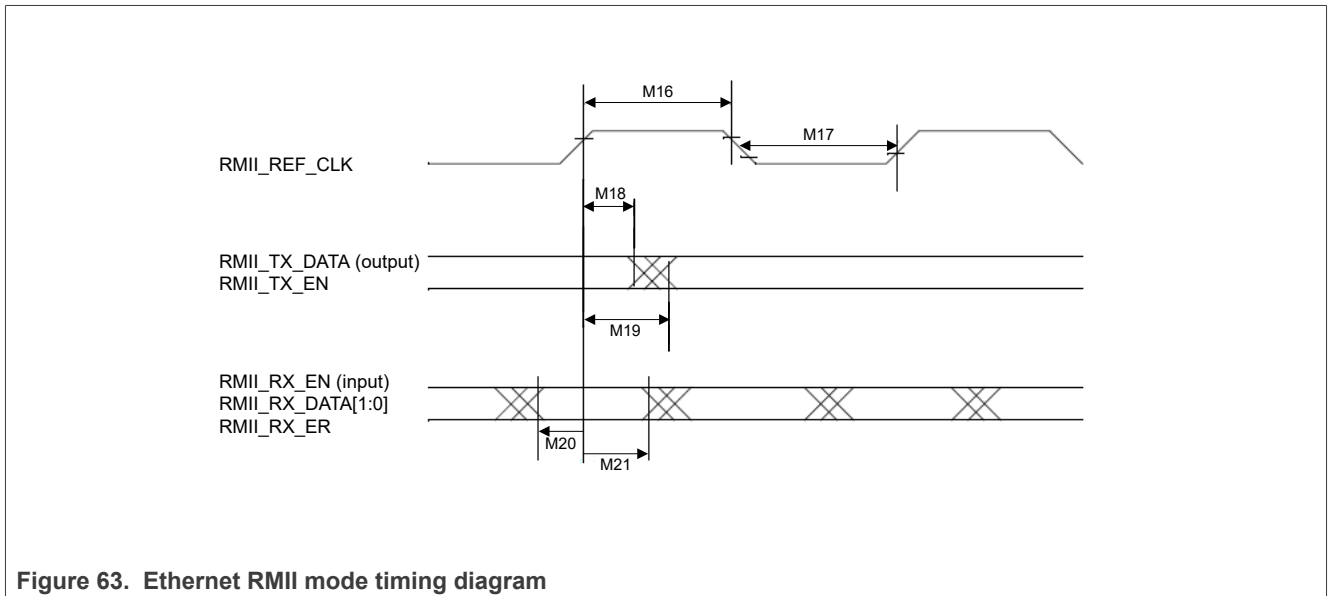 M16
M17
RMII_REF_CLK
M18
RMII_TX_DATA (output)
RMII_TX_EN
M19
RMII_RX_EN (input)
RMII_RX_DATA[1:0]
RMII_RX_ER
M20
M21
Figure 63. Ethernet RMII mode timing diagram